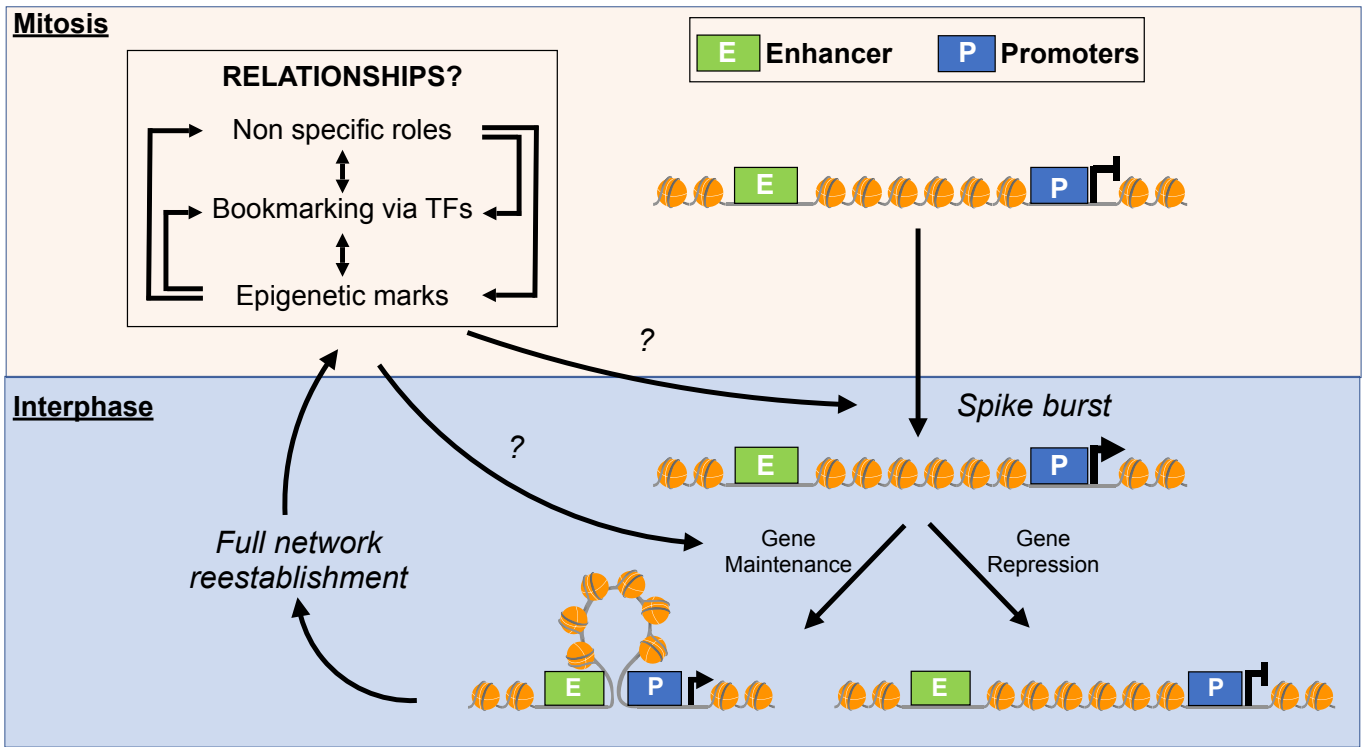 Mitosis
RELATIONSHIPS?
Non specific roles
Bookmarking via TFs
Epigenetic marks
E Enhancer
P Promoters
E
P
?
?
Interphase
Spike burst
E
P
Gene
Maintenance
Gene
Repression
Full network
reestablishment
E
P
E
P